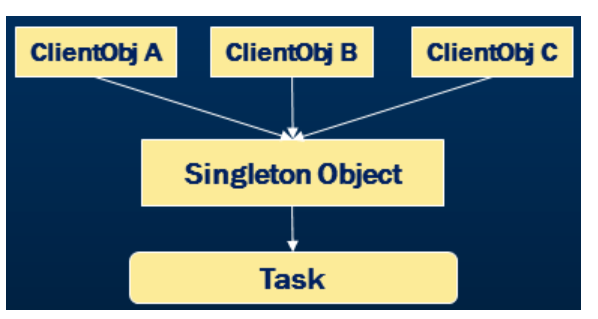 ClientObj A
ClientObj B
ClientObj C
Singleton Object
Task